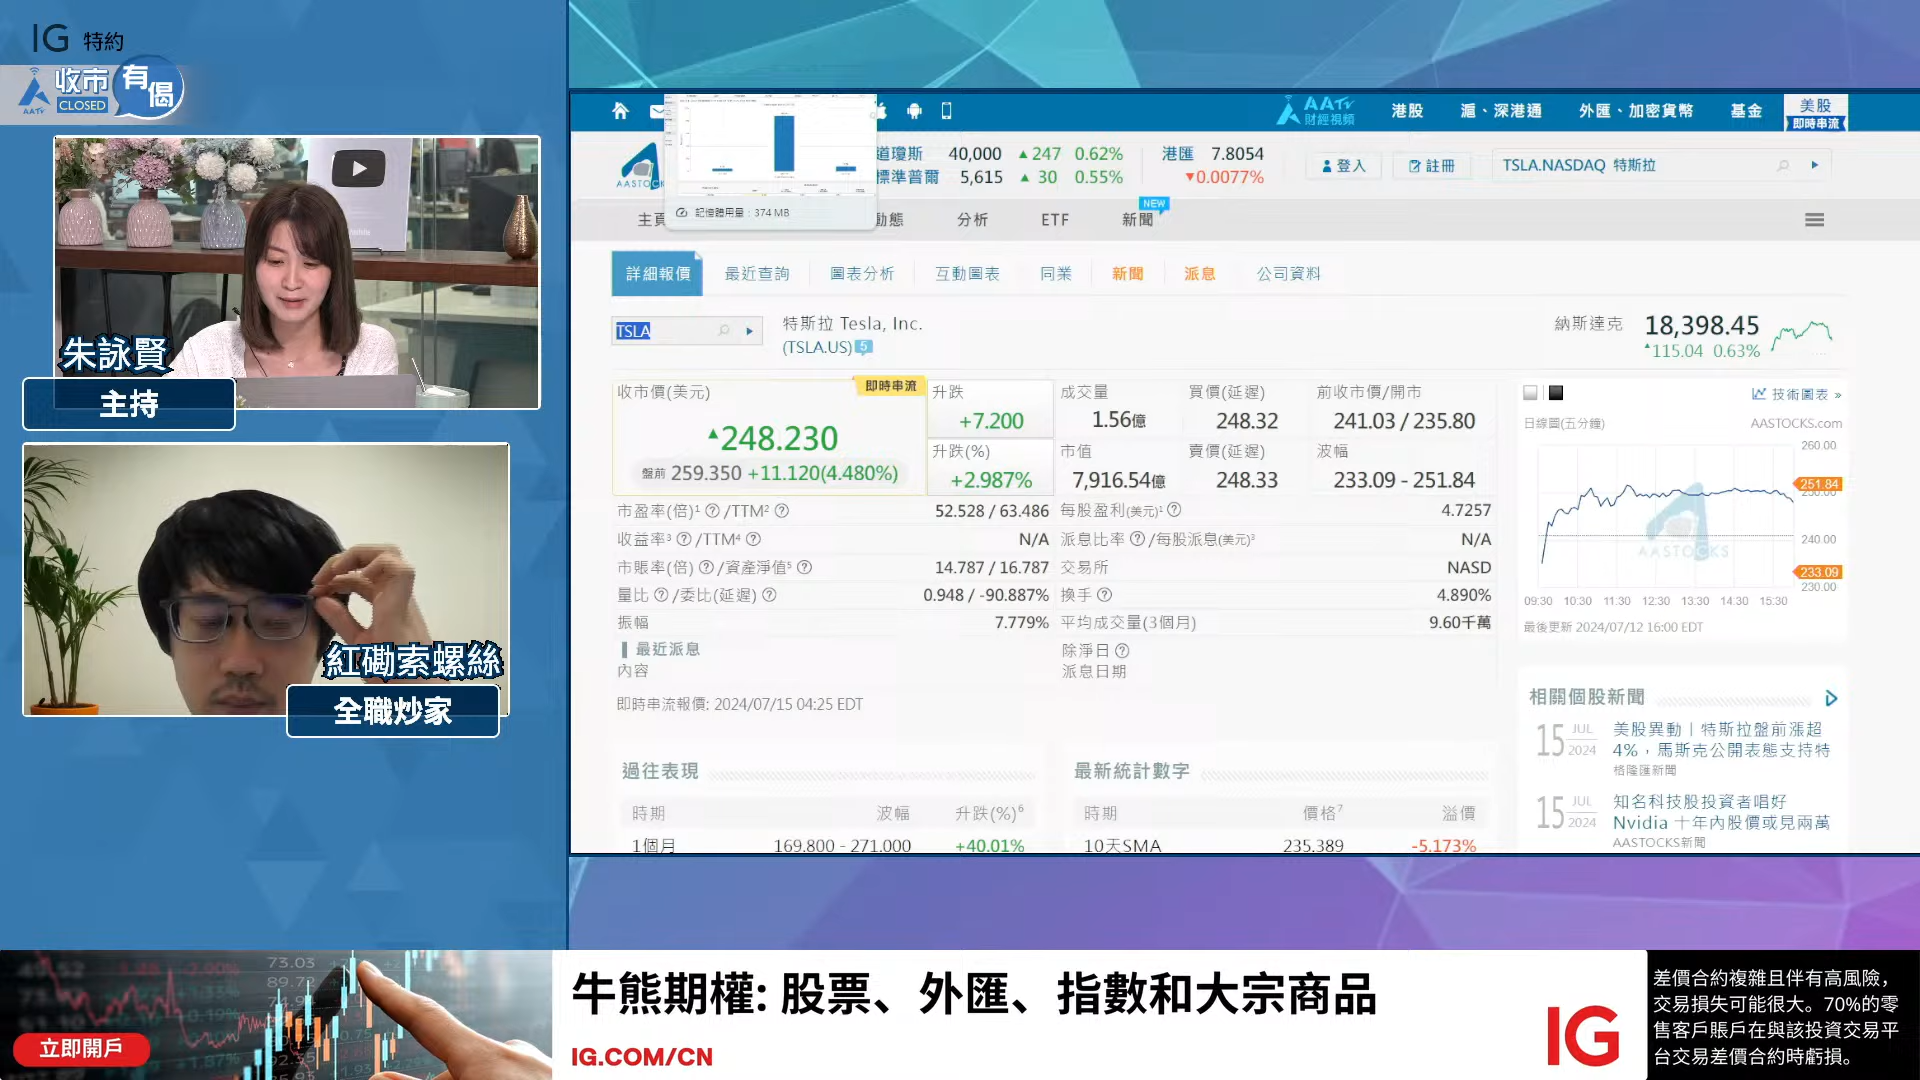 IG 特約
收市 有偈
CLOSED
AATV
朱詠賢
主持
紅磡索螺絲
全職炒家
AATV
財經視頻
港股
滬、深港通
外匯、加密貨幣
基金
美股
即時串流
AASTOCK
道瓊斯 40,000 ▲247 0.62%
標準普爾 5,615 ▲30 0.55%
港匯 7.8054
▼0.0077%
登入
註冊
TSLA.NASDAQ 特斯拉
記憶體用量：374 MB
主頁
動態
分析
ETF
新聞
NEW
詳細報價
最近查詢
圖表分析
互動圖表
同業
新聞
派息
公司資料
TSLA
特斯拉 Tesla, Inc.
(TSLA.US) 5
納斯達克 18,398.45
▲115.04 0.63%
收市價(美元) 即時串流
▲248.230
盤前 259.350 +11.120(4.480%)
升跌
+7.200
升跌(%)
+2.987%
成交量
1.56億
市值
7,916.54億
買價(延遲)
248.32
賣價(延遲)
248.33
前收市價/開市
241.03 / 235.80
波幅
233.09 - 251.84
市盈率(倍)¹ ? /TTM² ? 52.528 / 63.486
每股盈利(美元)¹ ? 4.7257
收益率³ ? /TTM⁴ ? N/A
派息比率 ? /每股派息(美元)³ N/A
市賬率(倍) ? /資產淨值⁵ ? 14.787 / 16.787
交易所 NASD
量比 ? /委比(延遲) ? 0.948 / -90.887%
換手 ? 4.890%
振幅 7.779%
平均成交量(3個月) 9.60千萬
最近派息
內容
除淨日 ?
派息日期
即時串流報價: 2024/07/15 04:25 EDT
技術圖表 »
日線圖(五分鐘) AASTOCKS.com
260.00
251.84
250.00
240.00
233.09
230.00
AASTOCKS
09:30 10:30 11:30 12:30 13:30 14:30 15:30
最後更新 2024/07/12 16:00 EDT
過往表現
時期 波幅 升跌(%)⁶
1個月 169.800 - 271.000 +40.01%
最新統計數字
時期 價格⁷ 溢價
10天SMA 235.389 -5.173%
相關個股新聞
15 JUL 2024
美股異動｜特斯拉盤前漲超
4%，馬斯克公開表態支持特
格隆匯新聞
15 JUL 2024
知名科技股投資者唱好
Nvidia 十年內股價或見兩萬
AASTOCKS新聞
73.03
89.72
立即開戶
牛熊期權: 股票、外匯、指數和大宗商品
IG.COM/CN
IG
差價合約複雜且伴有高風險，
交易損失可能很大。70%的零
售客戶賬戶在與該投資交易平
台交易差價合約時虧損。